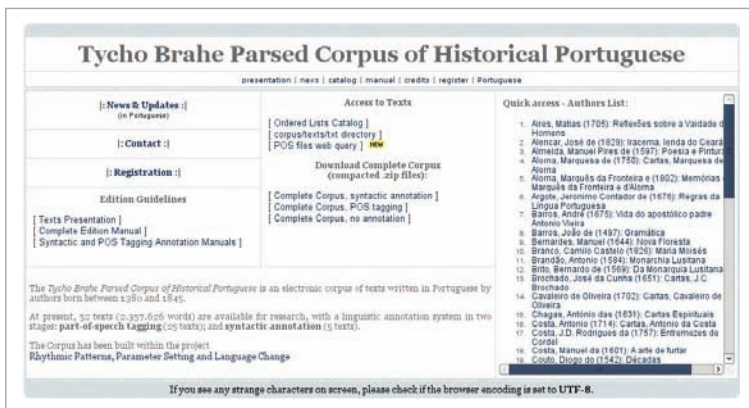 Tycho Brahe Parsed Corpus of Historical Portuguese
presentation | news | catalog | manual | credits | register | Portuguese
|: News & Updates :|
(in Portuguese)
|: Contact :|
|: Registration :|
Edition Guidelines
[ Texts Presentation ]
[ Complete Edition Manual ]
[ Syntactic and POS Tagging Annotation Manuals ]
Access to Texts
[ Ordered Lists Catalog ]
[ corpus/texts/txt directory ]
[ POS files web query ] NEW
Download Complete Corpus
(compacted .zip files):
[ Complete Corpus, syntactic annotation ]
[ Complete Corpus, POS tagging ]
[ Complete Corpus, no annotation ]
Quick access - Authors List:
1. Aires, Matias (1705): Reflexões sobre a Vaidade d
Homens
2. Alencar, José de (1829): Iracema, lenda do Ceará
3. Almeida, Manuel Pires de (1597): Poesia e Pintura
4. Alorna, Marquesa de (1750): Cartas, Marquesa de
Alorna
5. Alorna, Marquês da Fronteira e (1802): Memórias
Marquês da Fronteira e d'Alorna
6. Argote, Jeronimo Contador de (1676): Regras da
Língua Portuguesa
7. Barros, André (1675): Vida do apostólico padre
Antonio Vieira
8. Barros, João de (1497): Gramática
9. Bernardes, Manuel (1644): Nova Floresta
10. Branco, Camilo Castelo (1826): Maria Moisés
11. Brandão, Antonio (1584): Monarchia Lusitana
12. Brito, Bernardo de (1569): Da Monarquia Lusitana
13. Brochado, José da Cunha (1651): Cartas, J.C.
Brochado
14. Cavaleiro de Oliveira (1702): Cartas, Cavaleiro de
Oliveira
15. Chagas, António das (1631): Cartas Espirituais
16. Costa, Antonio (1714): Cartas, Antonio da Costa
17. Costa, J.D. Rodrigues da (1757): Entremezes de
Cordel
18. Costa, Manuel da (1601): A arte de furtar
19. Couto, Diogo do (1542): Décadas
The Tycho Brahe Parsed Corpus of Historical Portuguese is an electronic corpus of texts written in Portuguese by
authors born between 1380 and 1845.
At present, 52 texts (2.357.626 words) are available for research, with a linguistic annotation system in two
stages: part-of-speech tagging (25 texts); and syntactic annotation (5 texts).
The Corpus has been built within the project
Rhythmic Patterns, Parameter Setting and Language Change
If you see any strange characters on screen, please check if the browser encoding is set to UTF-8.